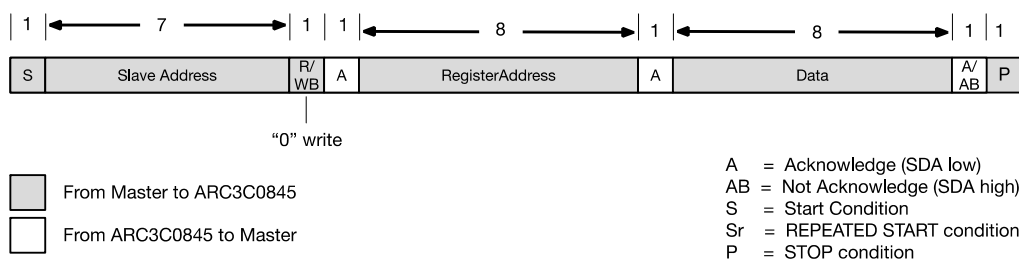 1 7 1 1 8 1 8 1 1
S Slave Address R/WB A RegisterAddress A Data A/AB P
“0” write
From Master to ARC3C0845
From ARC3C0845 to Master
A = Acknowledge (SDA low)
AB = Not Acknowledge (SDA high)
S = Start Condition
Sr = REPEATED START condition
P = STOP condition